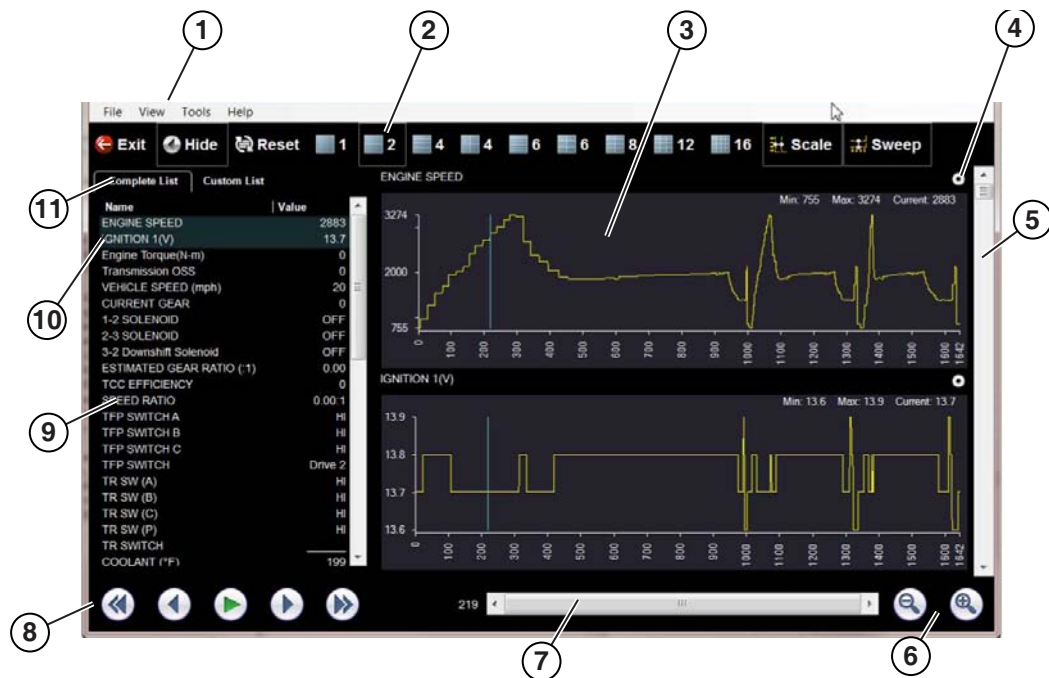 1
2
3
4
File View Tools Help
Exit Hide Reset 1 2 4 4 6 6 8 12 16 Scale Sweep
Complete List Custom List
11
Name Value
ENGINE SPEED 2883
IGNITION 1(V) 13.7
10
Engine Torque(N-m) 0
Transmission OSS 0
VEHICLE SPEED (mph) 20
CURRENT GEAR 0
1-2 SOLENOID OFF
2-3 SOLENOID OFF
3-2 Downshift Solenoid OFF
ESTIMATED GEAR RATIO (:1) 0.00
TCC EFFICIENCY 0
SPEED RATIO 0.00:1
9
TFP SWITCH A HI
TFP SWITCH B HI
TFP SWITCH C HI
TFP SWITCH Drive 2
TR SW (A) HI
TR SW (B) HI
TR SW (C) HI
TR SW (P) HI
TR SWITCH
COOLANT (°F) 199
ENGINE SPEED
Min: 755 Max: 3274 Current: 2883
3274
2000
755
0 100 200 300 400 500 600 700 800 900 1000 1100 1200 1300 1400 1500 1600 1642
5
IGNITION 1(V)
Min: 13.6 Max: 13.9 Current: 13.7
13.9
13.8
13.7
13.6
0 100 200 300 400 500 600 700 800 900 1000 1100 1200 1300 1400 1500 1600 1642
219
8
7
6